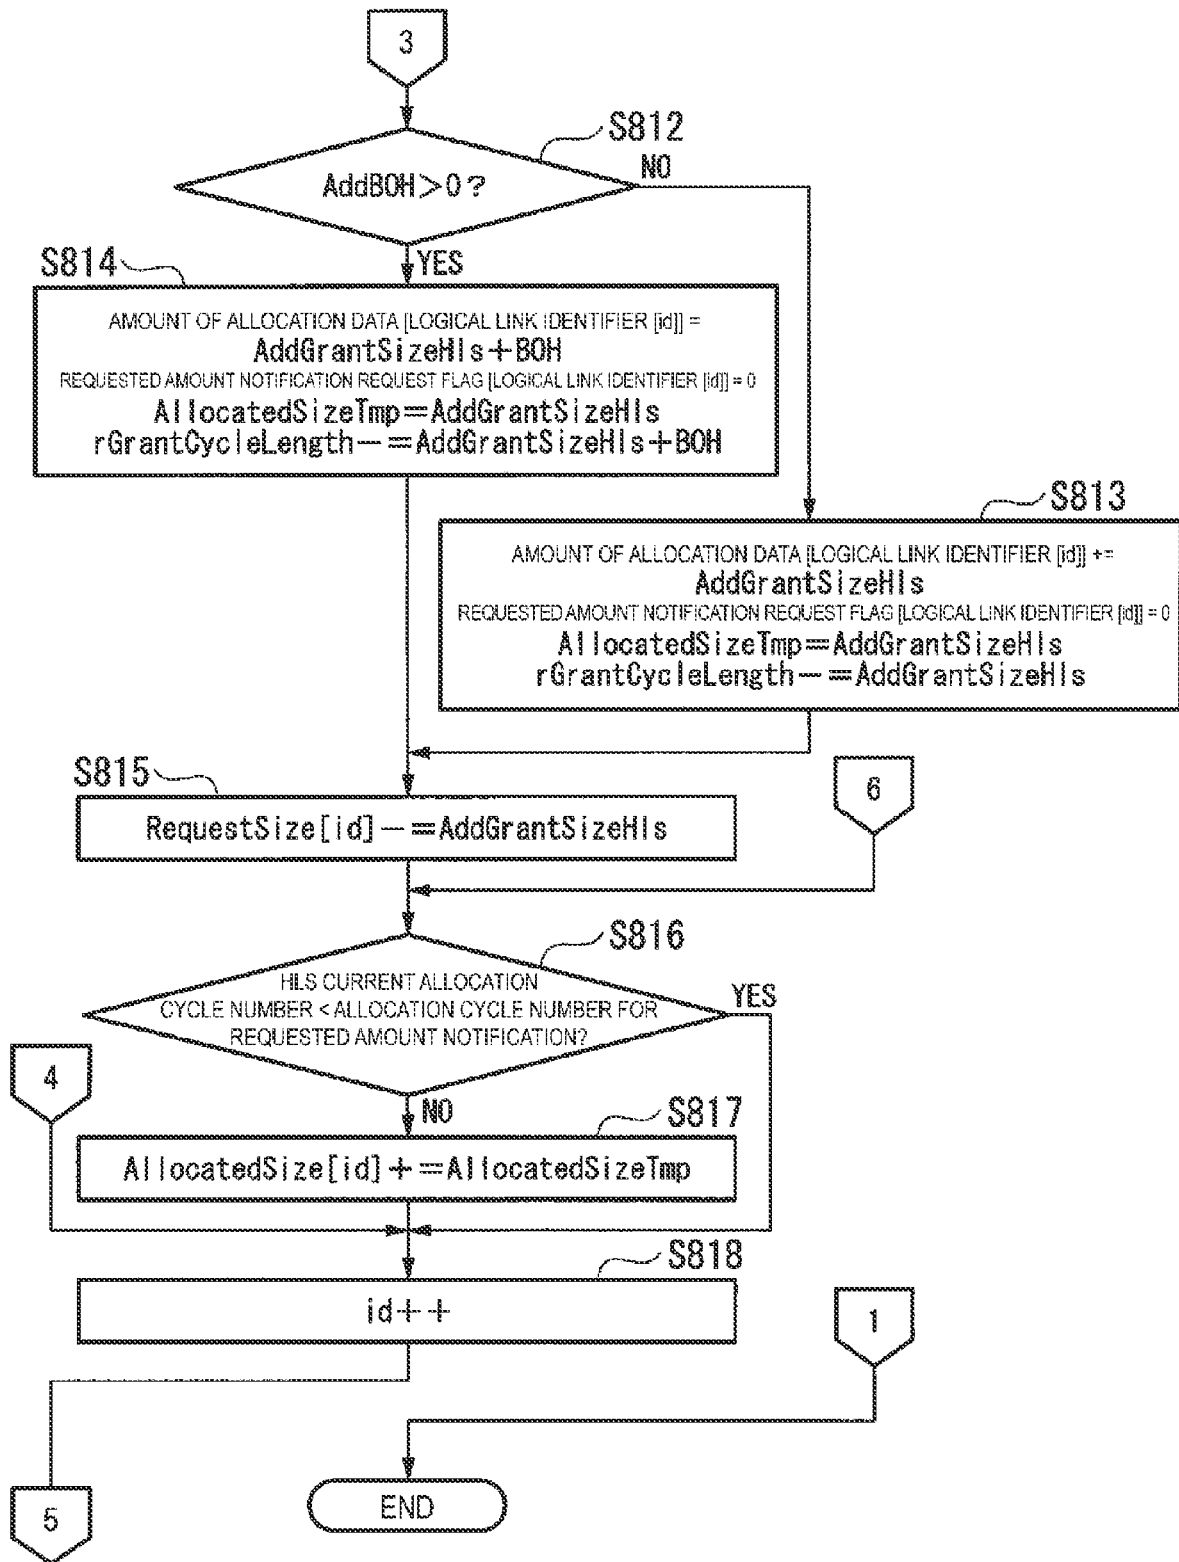 3
S812
AddBOH>0?
NO
YES
S814
AMOUNT OF ALLOCATION DATA [LOGICAL LINK IDENTIFIER [id]] =
AddGrantSizeHls+BOH
REQUESTED AMOUNT NOTIFICATION REQUEST FLAG [LOGICAL LINK IDENTIFIER [id]] = 0
AllocatedSizeTmp=AddGrantSizeHls
rGrantCycleLength-=AddGrantSizeHls+BOH
S813
AMOUNT OF ALLOCATION DATA [LOGICAL LINK IDENTIFIER [id]] +=
AddGrantSizeHls
REQUESTED AMOUNT NOTIFICATION REQUEST FLAG [LOGICAL LINK IDENTIFIER [id]] = 0
AllocatedSizeTmp=AddGrantSizeHls
rGrantCycleLength-=AddGrantSizeHls
S815
6
RequestSize[id]-=AddGrantSizeHls
S816
HLS CURRENT ALLOCATION
CYCLE NUMBER < ALLOCATION CYCLE NUMBER FOR
REQUESTED AMOUNT NOTIFICATION?
YES
4
NO
S817
AllocatedSize[id]+=AllocatedSizeTmp
S818
id++
1
END
5